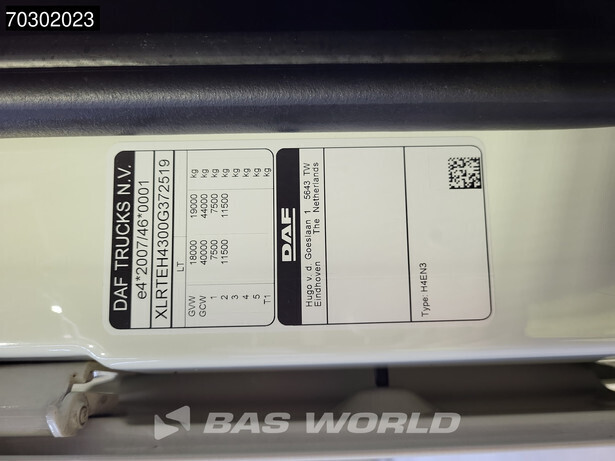 70302023
DAF TRUCKS N.V.
e4*2007/46*0001
XLRTEH4300G372519
LT
GVW 18000 19000 kg
GCW 40000 44000 kg
1 7500 7500 kg
2 11500 11500 kg
3 kg
4 kg
5 kg
T1 kg
DAF
Hugo v. d. Goeslaan 1 5643 TW
Eindhoven The Netherlands
Type: H4EN3
BAS WORLD